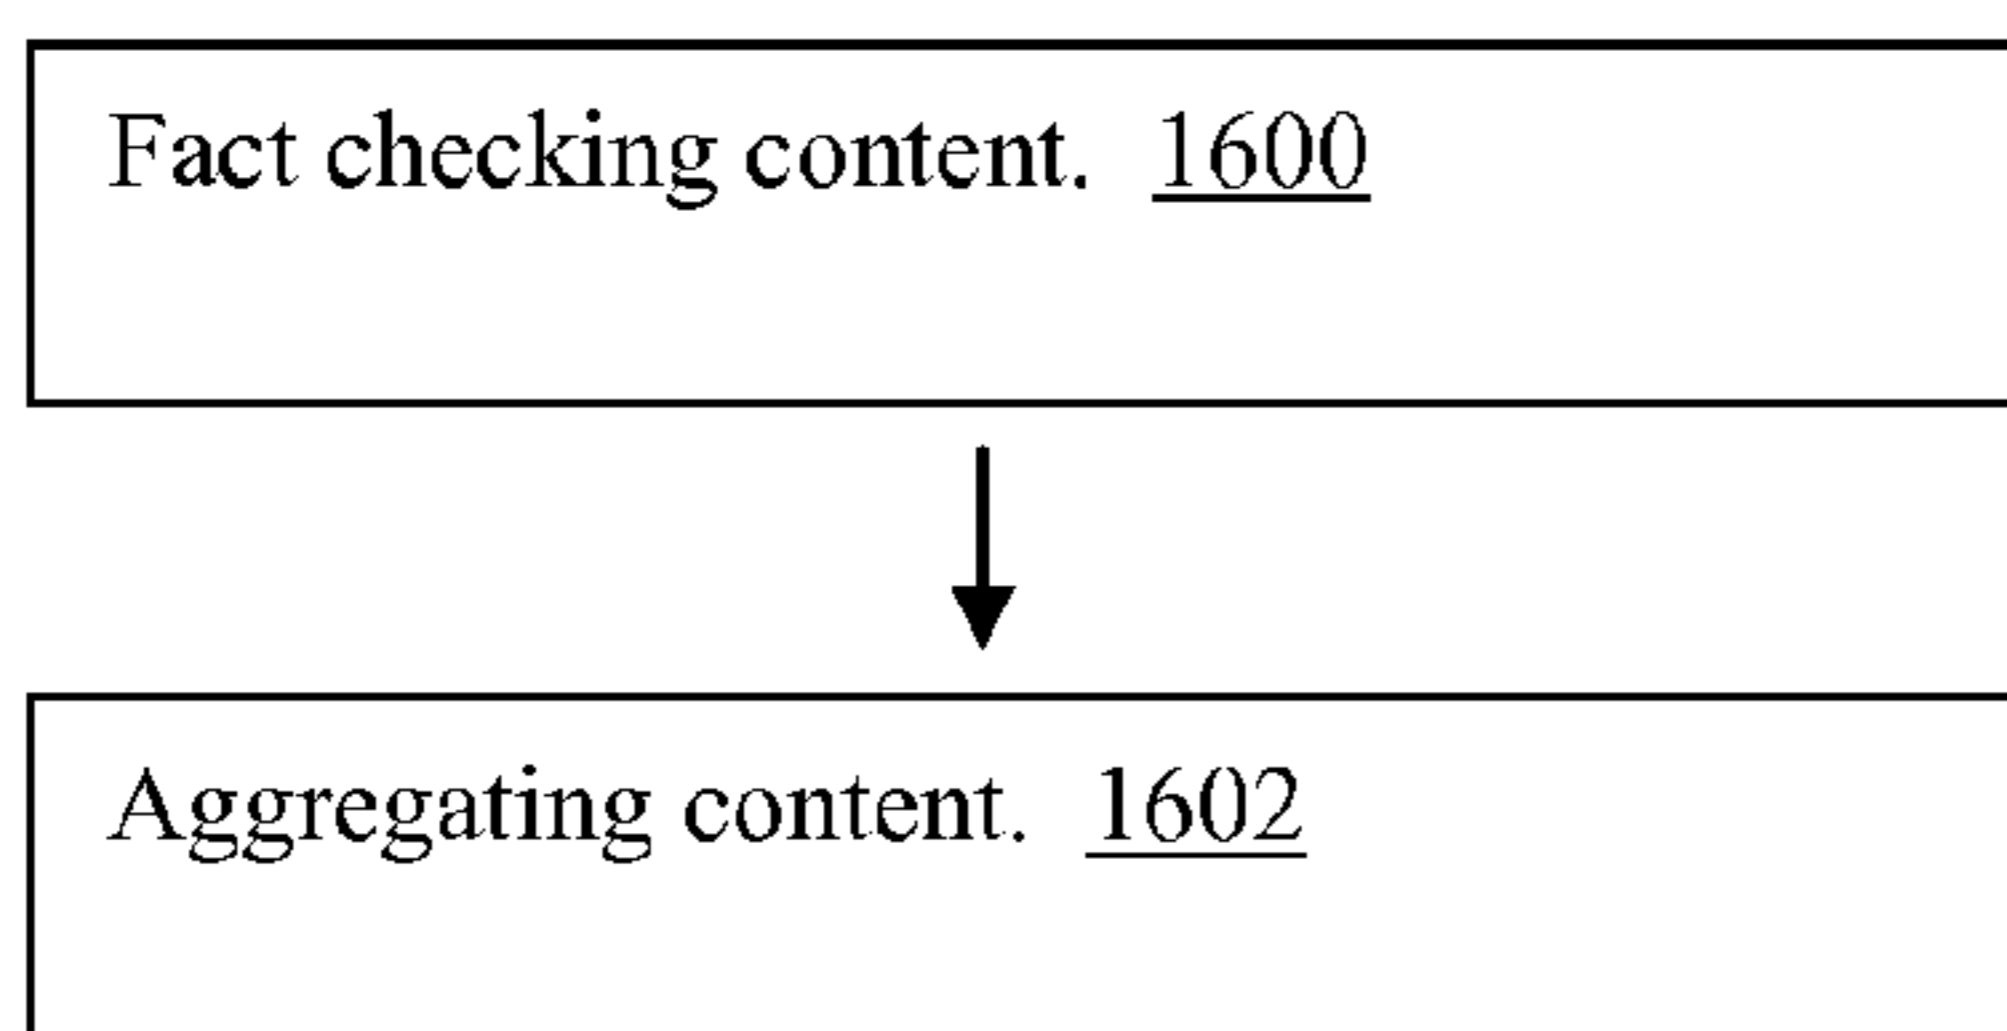 Fact checking content. 1600
Aggregating content. 1602